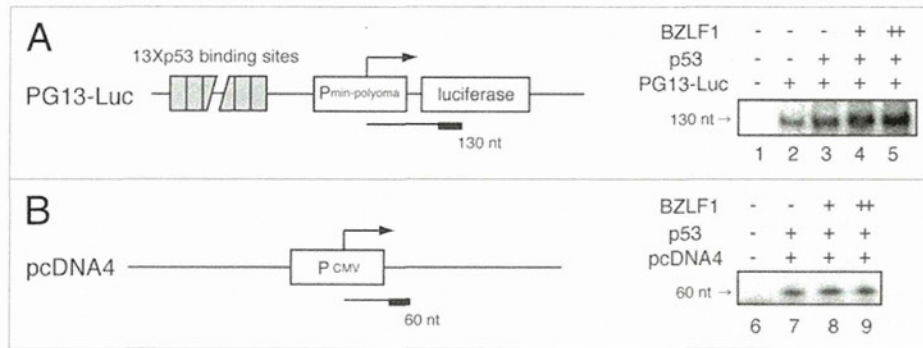 A
13Xp53 binding sites
PG13-Luc
Pmin-polyoma
luciferase
130 nt
BZLF1 - - - + ++
p53 - - + + +
PG13-Luc - + + + +
130 nt →
1 2 3 4 5
B
pcDNA4
P CMV
60 nt
BZLF1 - - + ++
p53 - + + +
pcDNA4 - + + +
60 nt →
6 7 8 9